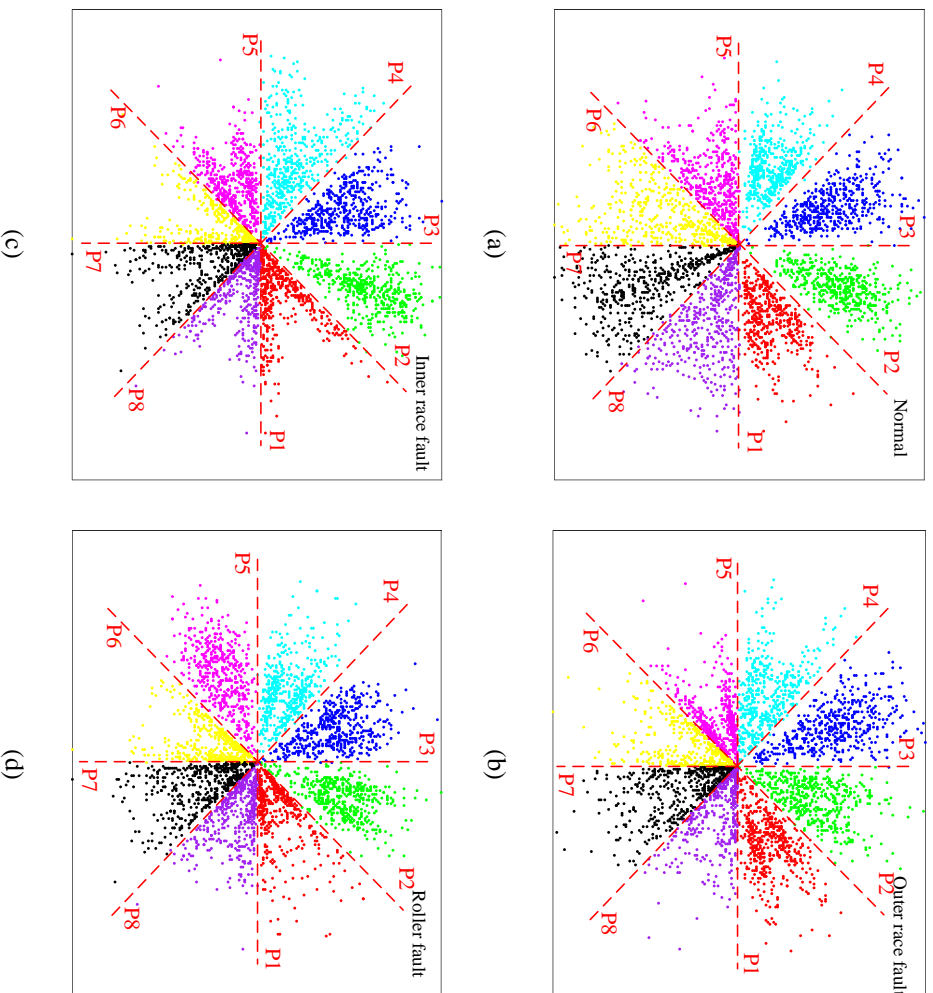 Normal
P1
P2
P3
P4
P5
P6
P7
P8
(a)
Outer race fault
P1
P2
P3
P4
P5
P6
P7
P8
(b)
Inner race fault
P1
P2
P3
P4
P5
P6
P7
P8
(c)
Roller fault
P1
P2
P3
P4
P5
P6
P7
P8
(d)